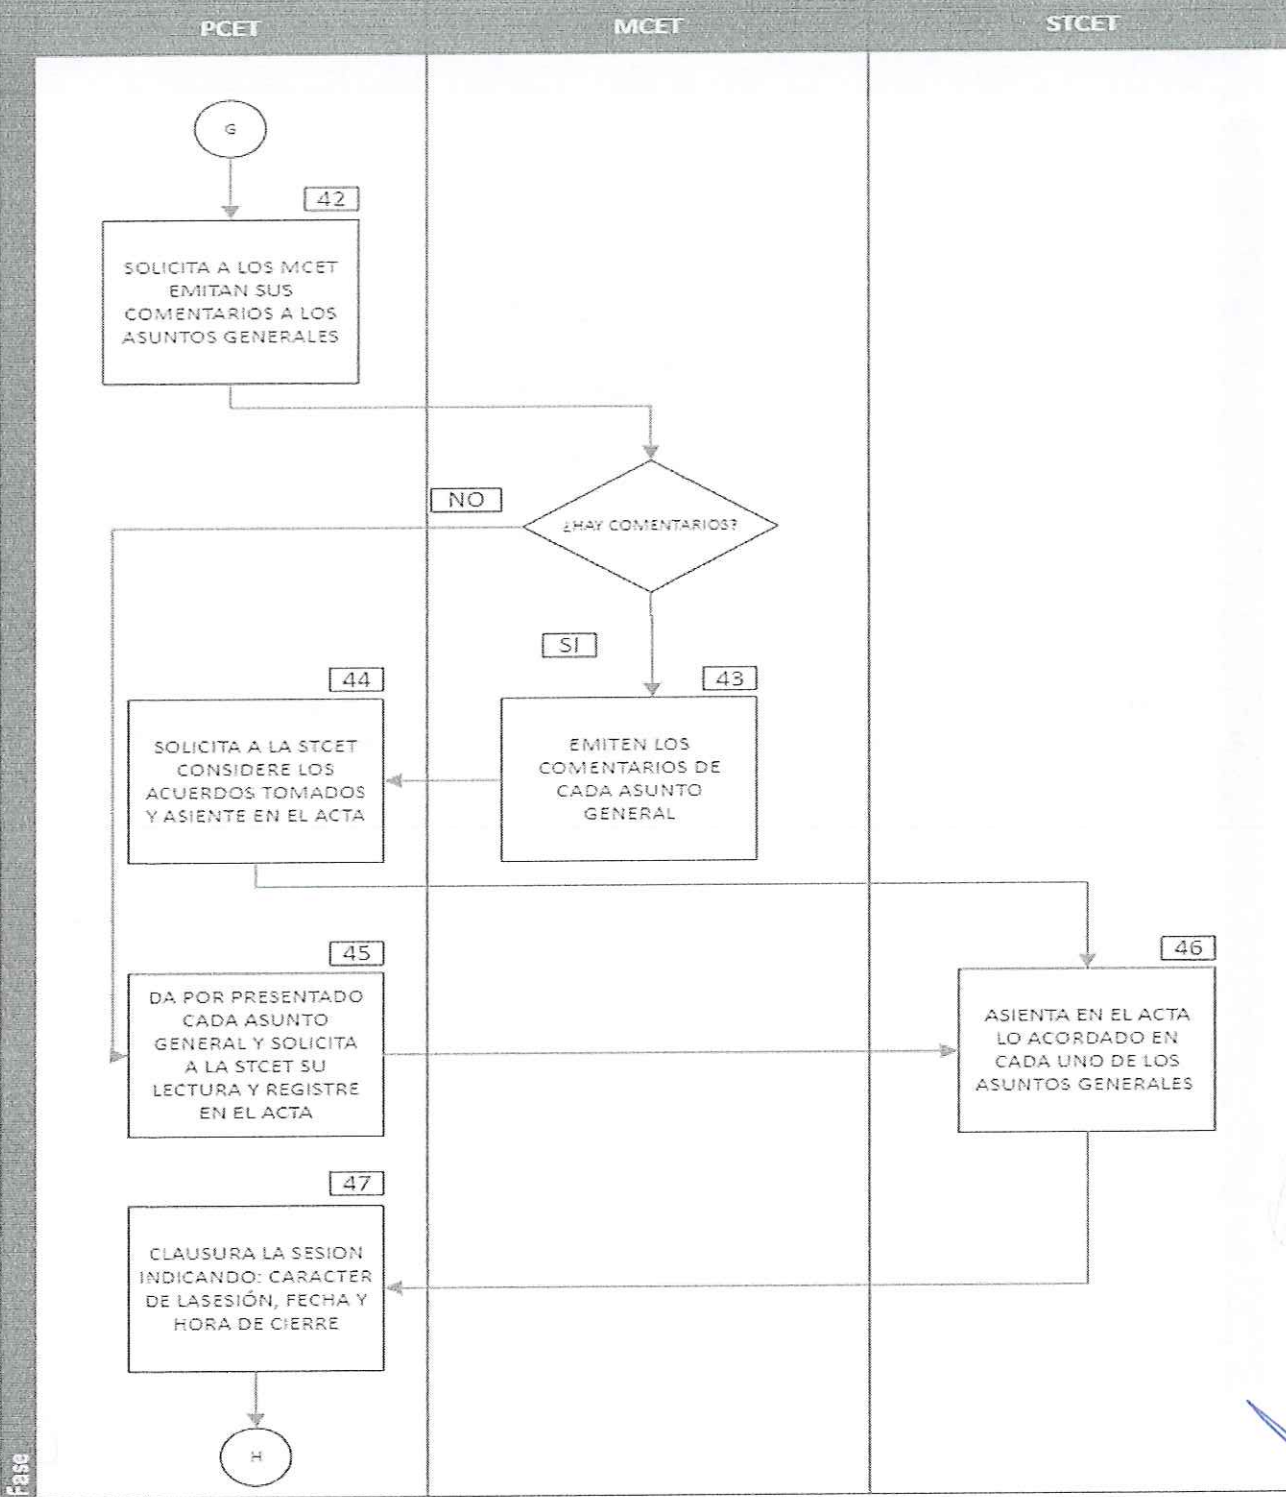 PCET
MCET
STCET
G
42
SOLICITA A LOS MCET
EMITAN SUS
COMENTARIOS A LOS
ASUNTOS GENERALES
NO
¿HAY COMENTARIOS?
SI
44
43
SOLICITA A LA STCET
CONSIDERE LOS
ACUERDOS TOMADOS
Y ASIENTE EN EL ACTA
EMITEN LOS
COMENTARIOS DE
CADA ASUNTO
GENERAL
45
46
DA POR PRESENTADO
CADA ASUNTO
GENERAL Y SOLICITA
A LA STCET SU
LECTURA Y REGISTRE
EN EL ACTA
ASIENTA EN EL ACTA
LO ACORDADO EN
CADA UNO DE LOS
ASUNTOS GENERALES
47
CLAUSURA LA SESION
INDICANDO: CARACTER
DE LASESIÓN, FECHA Y
HORA DE CIERRE
H
Fase